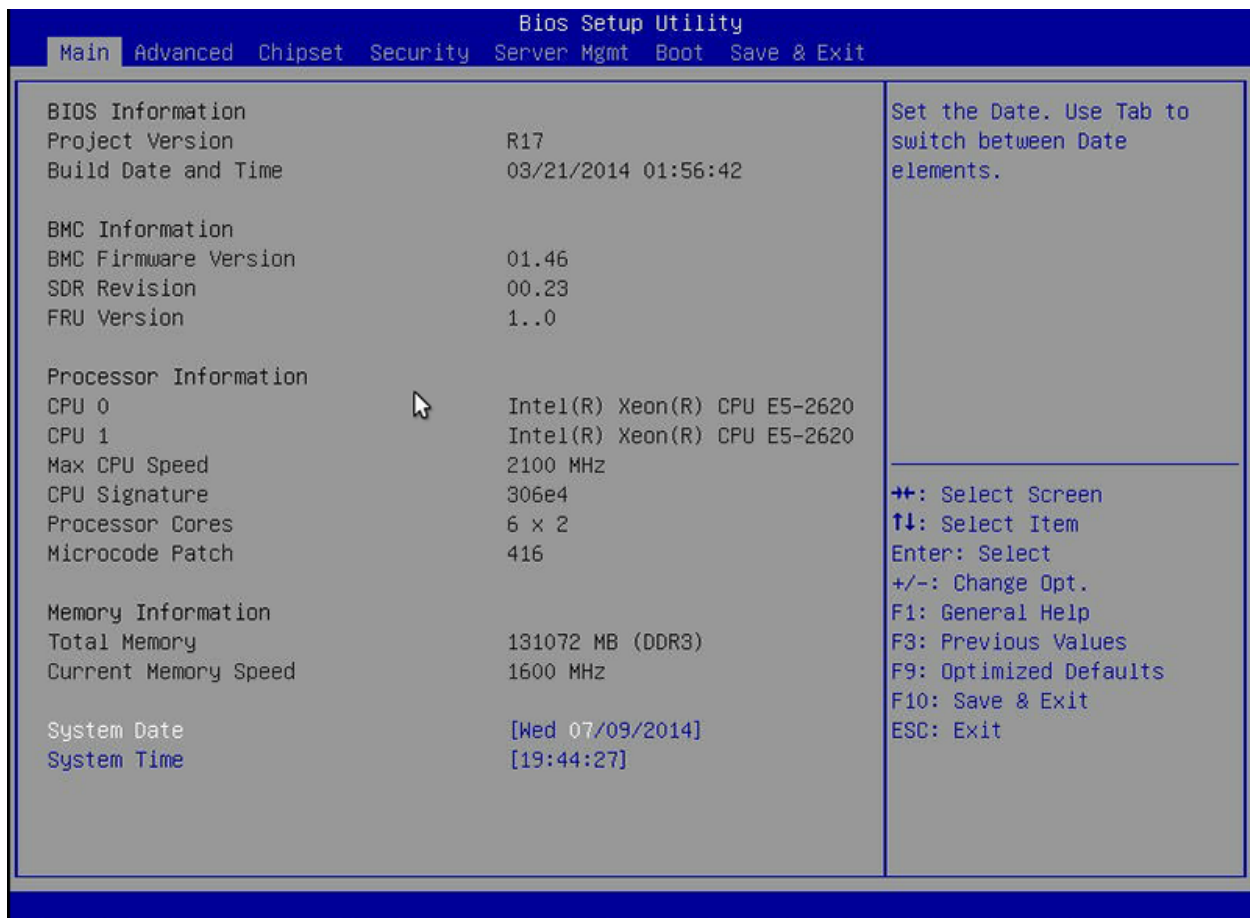 Bios Setup Utility
Main Advanced Chipset Security Server Mgmt Boot Save & Exit
BIOS Information
Project Version R17
Build Date and Time 03/21/2014 01:56:42
BMC Information
BMC Firmware Version 01.46
SDR Revision 00.23
FRU Version 1..0
Processor Information
CPU 0 Intel(R) Xeon(R) CPU E5-2620
CPU 1 Intel(R) Xeon(R) CPU E5-2620
Max CPU Speed 2100 MHz
CPU Signature 306e4
Processor Cores 6 x 2
Microcode Patch 416
Memory Information
Total Memory 131072 MB (DDR3)
Current Memory Speed 1600 MHz
System Date [Wed 07/09/2014]
System Time [19:44:27]
Set the Date. Use Tab to
switch between Date
elements.
→←: Select Screen
↑↓: Select Item
Enter: Select
+/-: Change Opt.
F1: General Help
F3: Previous Values
F9: Optimized Defaults
F10: Save & Exit
ESC: Exit